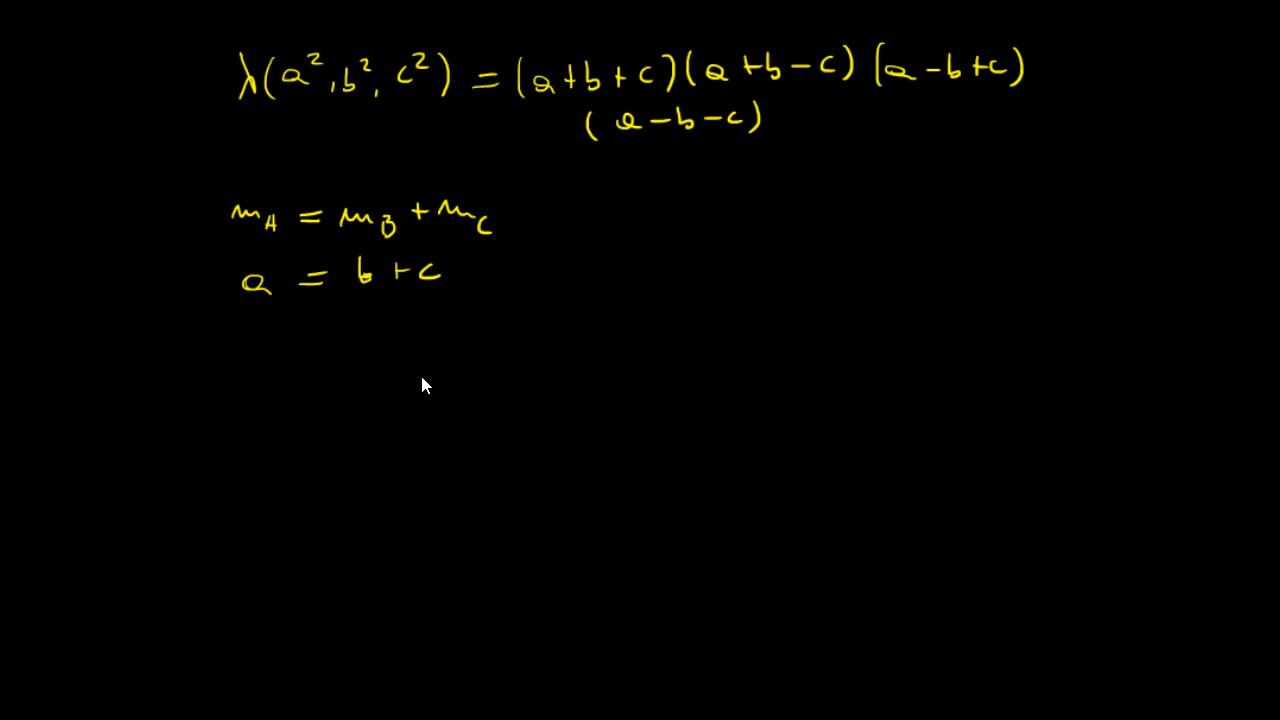 λ(a², b², c²) = (a+b+c)(a+b−c)(a−b+c)
(a−b−c)
m_A = m_B + m_C
a = b + c